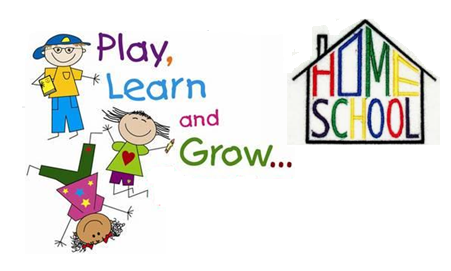 Play,
Learn
and
Grow...
HOME
SCHOOL